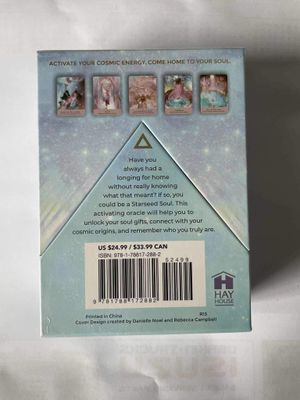 ACTIVATE YOUR COSMIC ENERGY, COME HOME TO YOUR SOUL.
Have you
always had a
longing for home
without really knowing
what that meant? If so, you
could be a Starseed Soul. This
activating oracle will help you to
unlock your soul gifts, connect with your
cosmic origins, and remember who you truly are.
US $24.99 / $33.99 CAN
ISBN: 978-1-78817-288-2
52499
9 781788 172882
HAY
HOUSE
Printed in China
Cover Design created by Danielle Noel and Rebecca Campbell